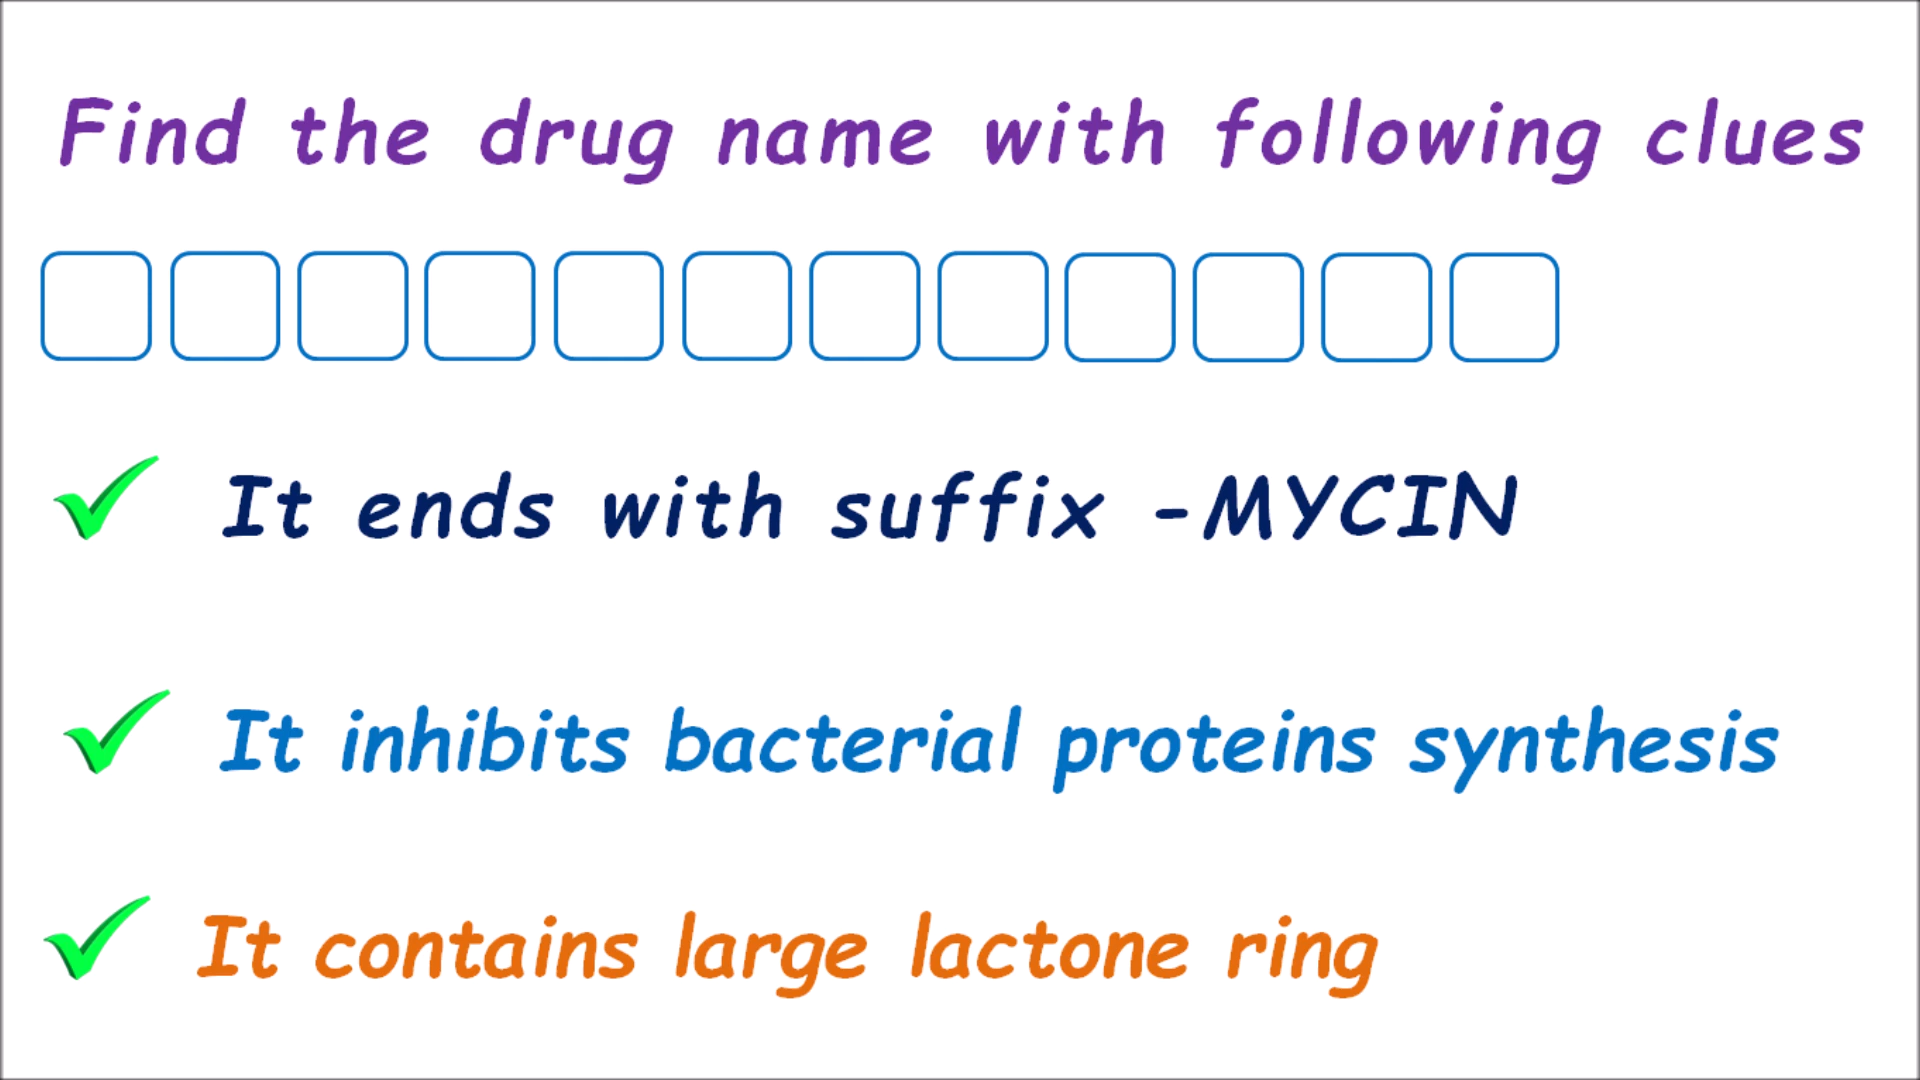 Find the drug name with following clues
It ends with suffix -MYCIN
It inhibits bacterial proteins synthesis
It contains large lactone ring